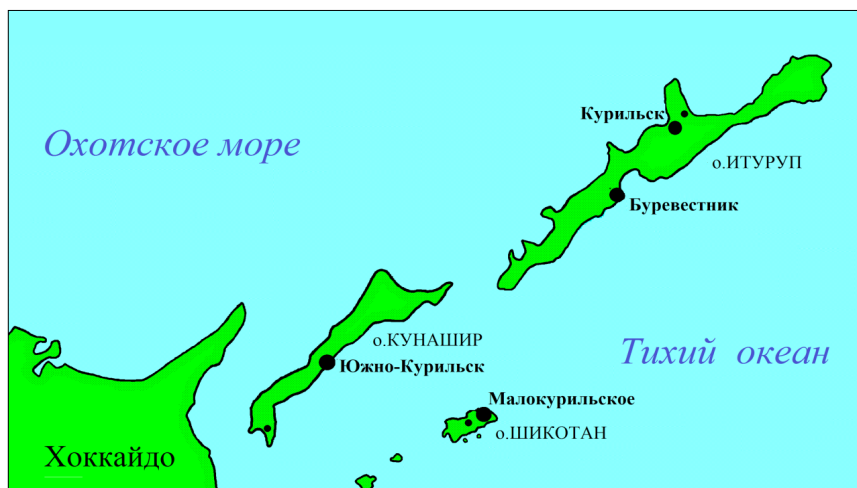 Курильск
Охотское море
о.ИТУРУП
Буревестник
о.КУНАШИР
Тихий океан
Южно-Курильск
Малокурильское
о.ШИКОТАН
Хоккайдо